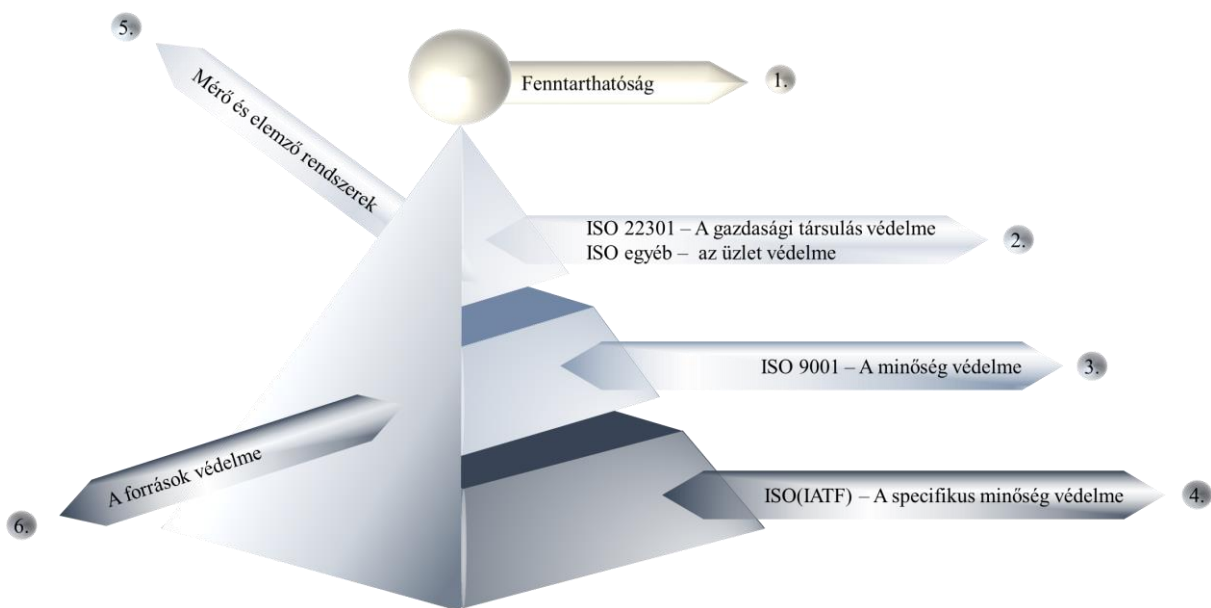 5.
Mérő és elemző rendszerek
Fenntarthatóság
1.
ISO 22301 – A gazdasági társulás védelme
ISO egyéb – az üzlet védelme
2.
ISO 9001 – A minőség védelme
3.
ISO(IATF) – A specifikus minőség védelme
4.
A források védelme
6.